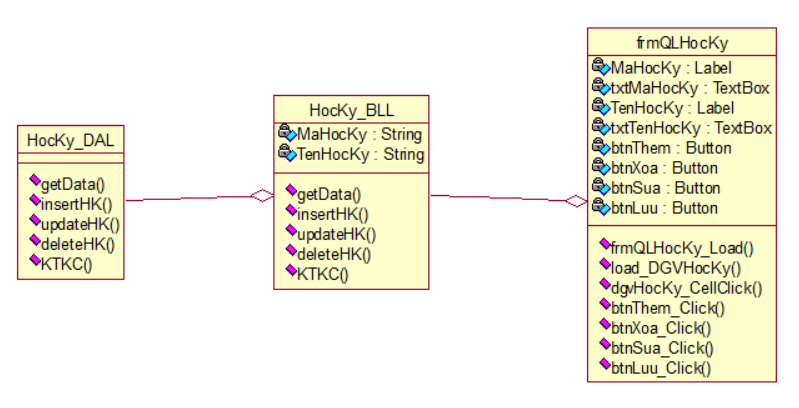 HocKy_DAL
getData()
insertHK()
updateHK()
deleteHK()
KTKC()
HocKy_BLL
MaHocKy : String
TenHocKy : String
getData()
insertHK()
updateHK()
deleteHK()
KTKC()
frmQLHocKy
MaHocKy : Label
txtMaHocKy : TextBox
TenHocKy : Label
txtTenHocKy : TextBox
btnThem : Button
btnXoa : Button
btnSua : Button
btnLuu : Button
frmQLHocKy_Load()
load_DGVHocKy()
dgvHocKy_CellClick()
btnThem_Click()
btnXoa_Click()
btnSua_Click()
btnLuu_Click()